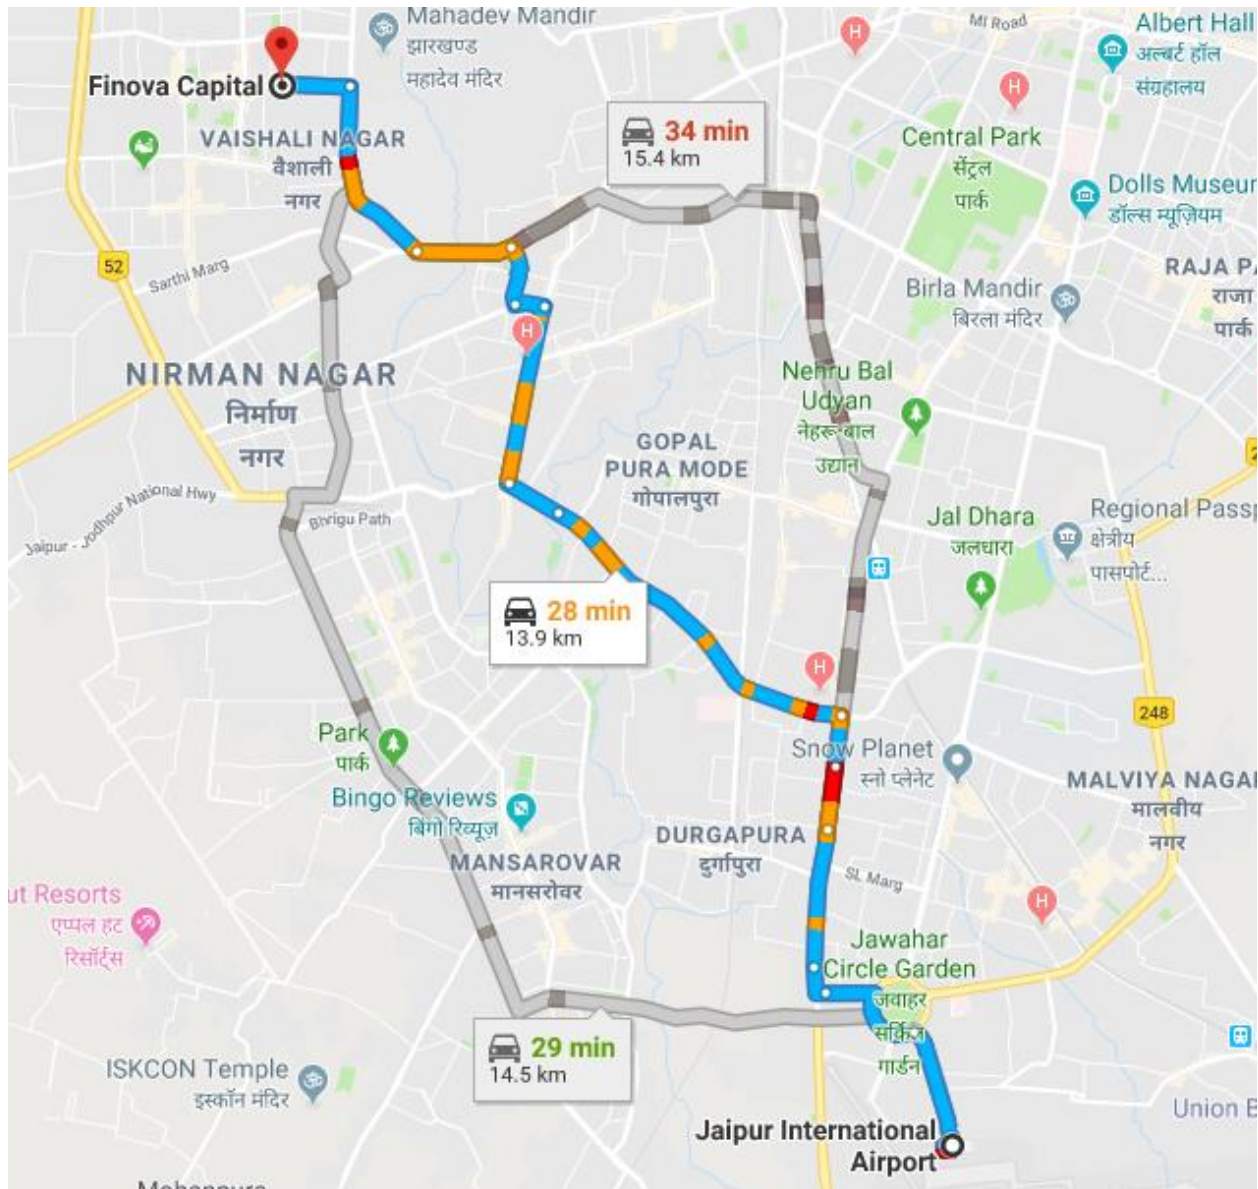 Mahadev Mandir
झारखण्ड
महादेव मंदिर
MI Road
Albert Hall
अल्बर्ट हॉल
संग्रहालय
Finova Capital
VAISHALI NAGAR
वैशाली
नगर
34 min
15.4 km
Central Park
सेंट्रल
पार्क
Dolls Museum
डॉल्स म्यूज़ियम
52
Sarthi Marg
RAJA PA
राजा
पार्क
Birla Mandir
बिरला मंदिर
H
H
H
NIRMAN NAGAR
निर्माण
नगर
Nehru Bal
Udyan
नेहरू बाल
उद्यान
GOPAL
PURA MODE
गोपालपुरा
2
Jaipur - Jodhpur National Hwy
Bhrigu Path
Jal Dhara
जलधारा
Regional Passp
क्षेत्रीय
पासपोर्ट...
28 min
13.9 km
H
248
Park
पार्क
Snow Planet
स्नो प्लेनेट
MALVIYA NAGAR
मालवीय
नगर
Bingo Reviews
बिंगो रिव्यूज़
DURGAPURA
दुर्गापुरा
MANSAROVAR
मानसरोवर
SL Marg
H
ut Resorts
एप्पल हट
रिसॉर्ट्स
Jawahar
Circle Garden
जवाहर
सर्किल
गार्डन
29 min
14.5 km
ISKCON Temple
इस्कॉन मंदिर
Union B
Jaipur International
Airport